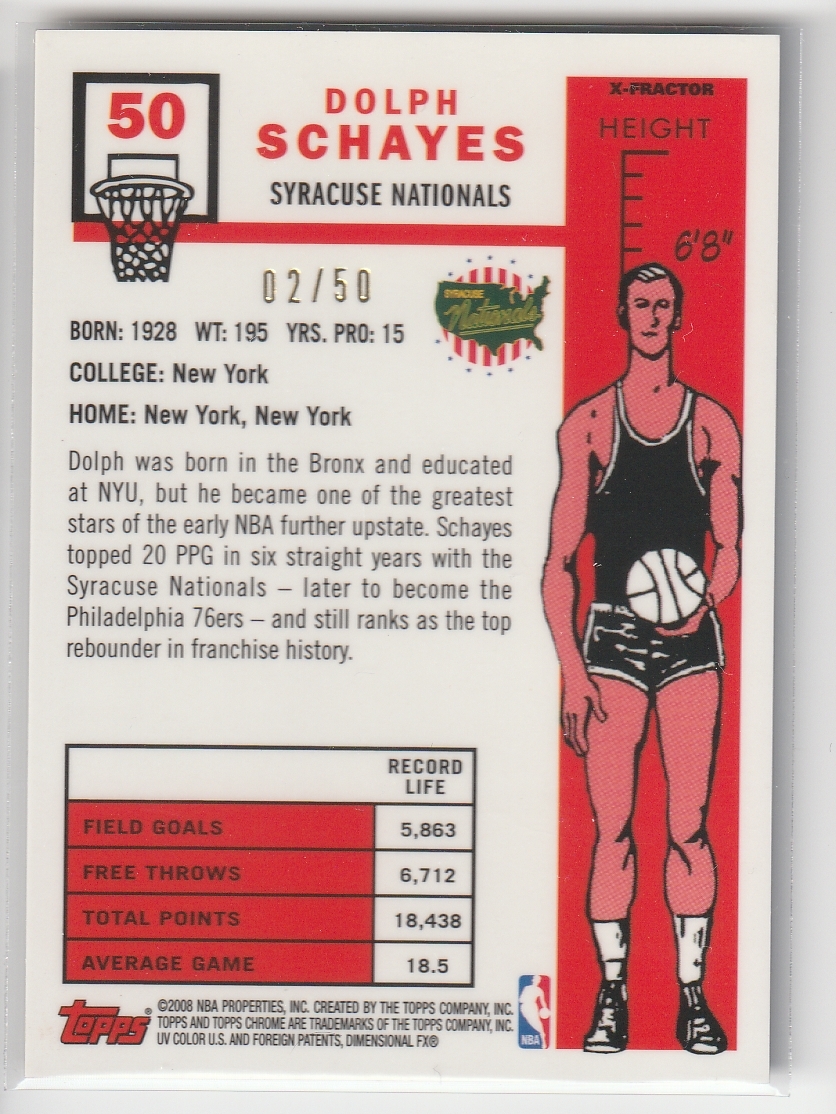 50
DOLPH
SCHAYES
SYRACUSE NATIONALS
X-FRACTOR
HEIGHT
6'8"
02/50
SYRACUSE
Nationals
BORN: 1928 WT: 195 YRS. PRO: 15
COLLEGE: New York
HOME: New York, New York
Dolph was born in the Bronx and educated
at NYU, but he became one of the greatest
stars of the early NBA further upstate. Schayes
topped 20 PPG in six straight years with the
Syracuse Nationals – later to become the
Philadelphia 76ers – and still ranks as the top
rebounder in franchise history.
RECORD
LIFE
FIELD GOALS 5,863
FREE THROWS 6,712
TOTAL POINTS 18,438
AVERAGE GAME 18.5
Topps®
©2008 NBA PROPERTIES, INC. CREATED BY THE TOPPS COMPANY, INC.
TOPPS AND TOPPS CHROME ARE TRADEMARKS OF THE TOPPS COMPANY, INC.
UV COLOR U.S. AND FOREIGN PATENTS, DIMENSIONAL FX®
NBA